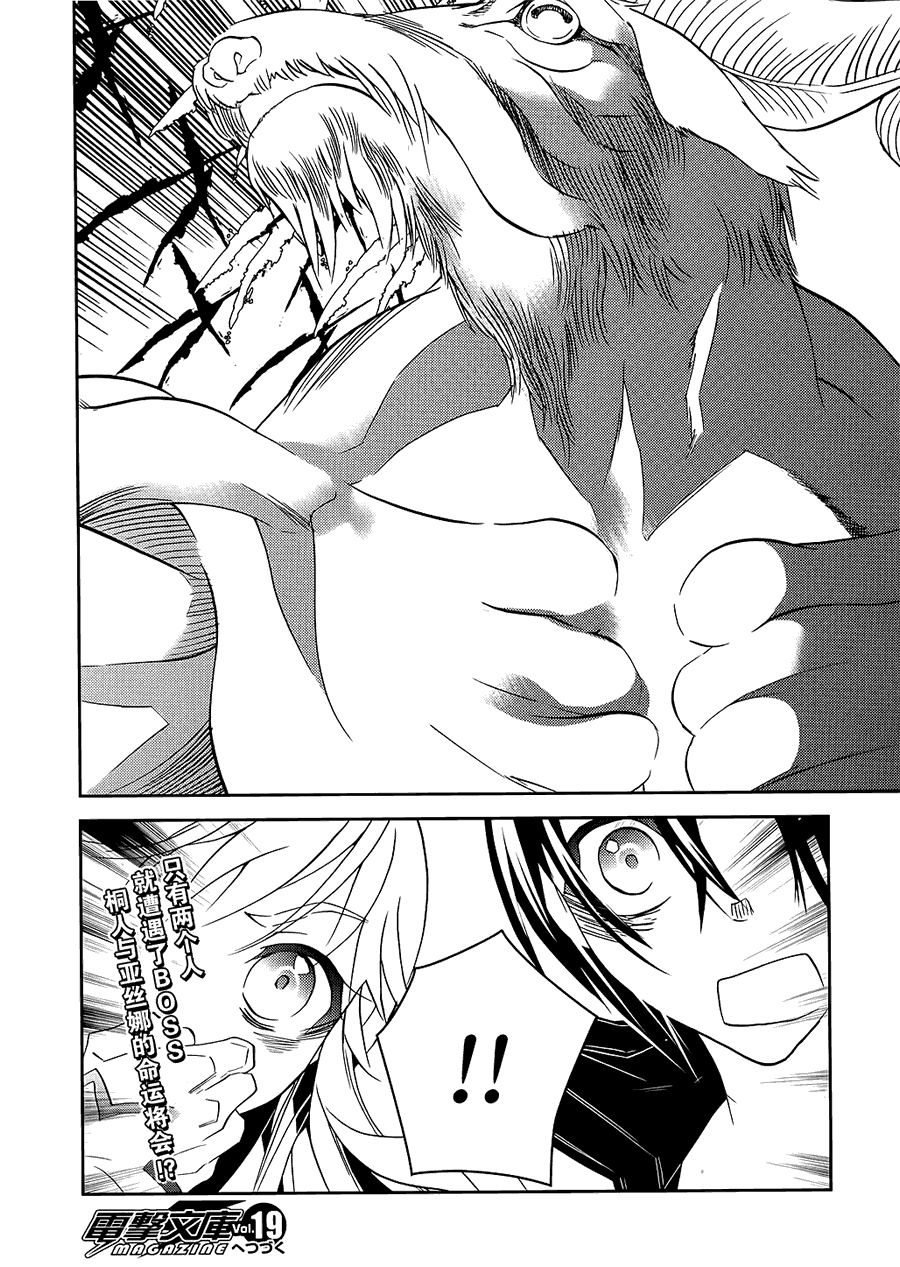 !!
只有两个人
就遭遇了BOSS
桐人与亚丝娜的命运将会!?
電撃文庫
MAGAZINE
Vol.19
へつづく